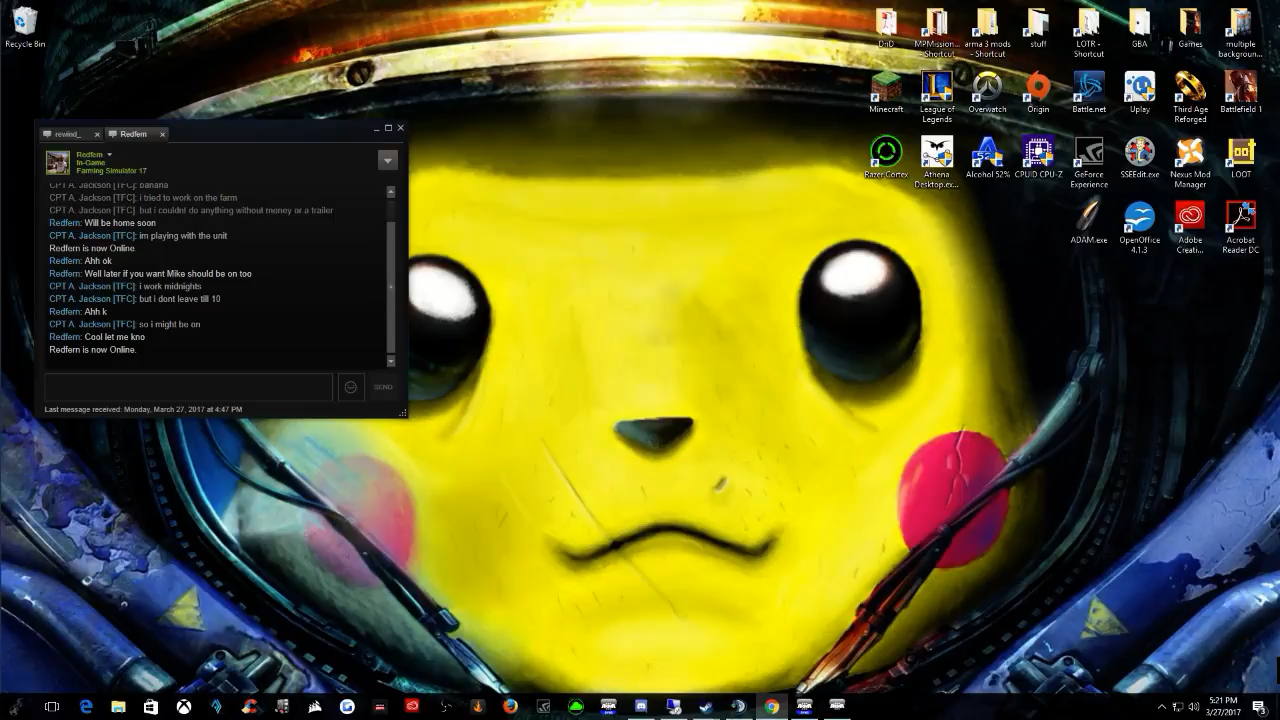 Recycle Bin
DnD
MPMission... - Shortcut
arma 3 mods - Shortcut
stuff
LOTR - Shortcut
GBA
Games
multiple backgroun...
Minecraft
League of Legends
Overwatch
Origin
Battle.net
Uplay
Third Age Reforged
Battlefield 1
Razer Cortex
Athena Desktop.ex...
Alcohol 52%
CPUID CPU-Z
GeForce Experience
SSEEdit.exe
Nexus Mod Manager
LOOT
ADAM.exe
OpenOffice 4.1.3
Adobe Creati...
Acrobat Reader DC
rewind_
Redfern
Redfern
In-Game
Farming Simulator 17
CPT A. Jackson [TFC]: banana
CPT A. Jackson [TFC]: i tried to work on the farm
CPT A. Jackson [TFC]: but i couldnt do anything without money or a trailer
Redfern: Will be home soon
CPT A. Jackson [TFC]: im playing with the unit
Redfern is now Online.
Redfern: Ahh ok
Redfern: Well later if you want Mike should be on too
CPT A. Jackson [TFC]: i work midnights
CPT A. Jackson [TFC]: but i dont leave till 10
Redfern: Ahh k
CPT A. Jackson [TFC]: so i might be on
Redfern: Cool let me kno
Redfern is now Online.
SEND
Last message received: Monday, March 27, 2017 at 4:47 PM
5:21 PM
3/27/2017